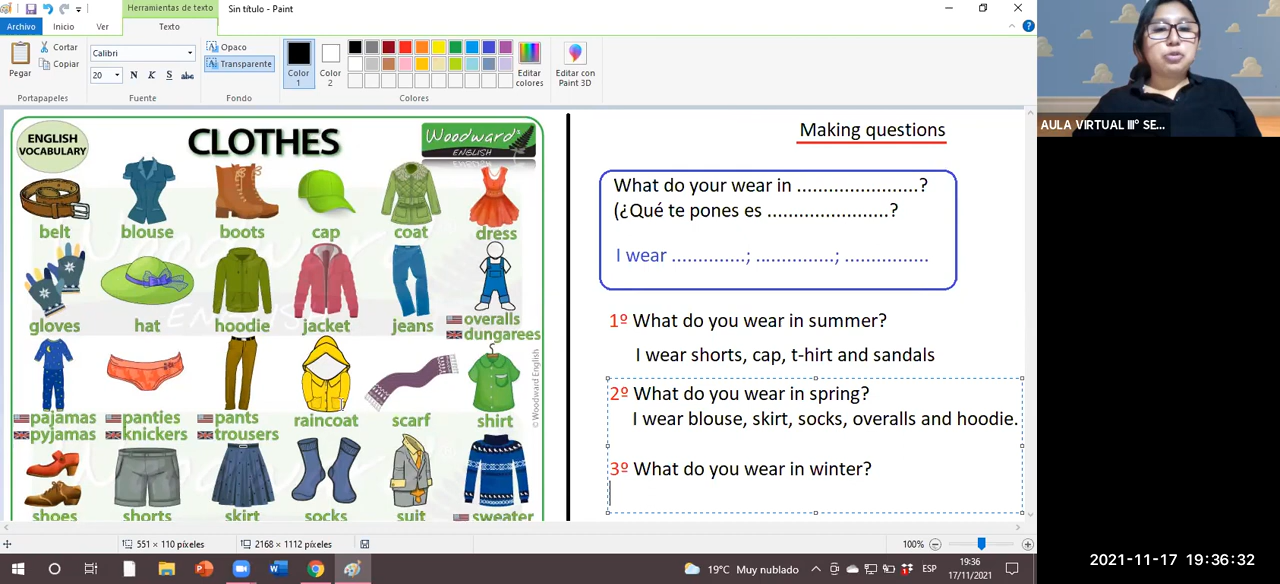 Herramientas de texto
Sin título - Paint
Archivo
Inicio
Ver
Texto
Pegar
Cortar
Copiar
Portapapeles
Calibri
20
N K S abc
Fuente
Opaco
Transparente
Fondo
Color 1
Color 2
Colores
Editar colores
Editar con Paint 3D
AULA VIRTUAL IIIº SE...
ENGLISH VOCABULARY
CLOTHES
Woodward®
ENGLISH
belt
blouse
boots
cap
coat
dress
gloves
hat
hoodie
jacket
jeans
overalls
dungarees
pajamas
pyjamas
panties
knickers
pants
trousers
raincoat
scarf
shirt
shoes
shorts
skirt
socks
suit
sweater
©Woodward English
Making questions
What do your wear in .......................?
(¿Qué te pones es .......................?
I wear ..............; ..............; ................
1º What do you wear in summer?
I wear shorts, cap, t-hirt and sandals
2º What do you wear in spring?
I wear blouse, skirt, socks, overalls and hoodie.
3º What do you wear in winter?
551 × 110 píxeles
2168 × 1112 píxeles
100%
19°C Muy nublado
ESP
19:36
17/11/2021
2021-11-17 19:36:32